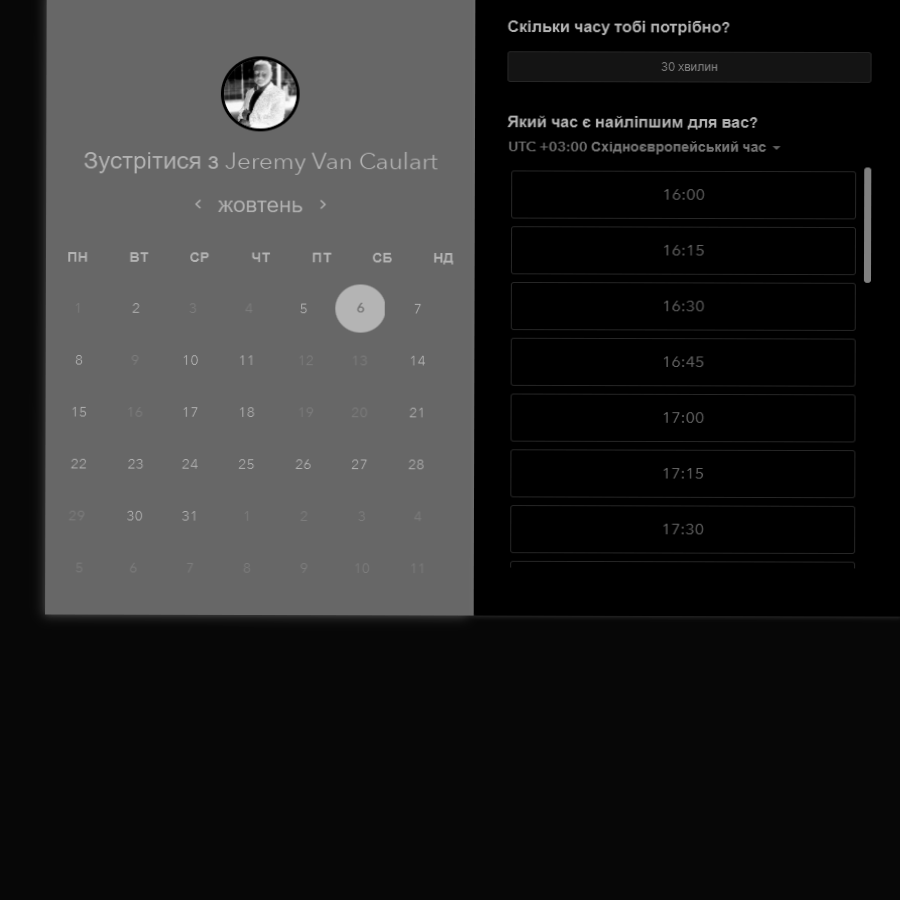 Зустрітися з Jeremy Van Caulart
жовтень
ПН ВТ СР ЧТ ПТ СБ НД
1 2 3 4 5 6 7
8 9 10 11 12 13 14
15 16 17 18 19 20 21
22 23 24 25 26 27 28
29 30 31 1 2 3 4
5 6 7 8 9 10 11
Скільки часу тобі потрібно?
30 хвилин
Який час є найліпшим для вас?
UTC +03:00 Східноєвропейський час
16:00
16:15
16:30
16:45
17:00
17:15
17:30